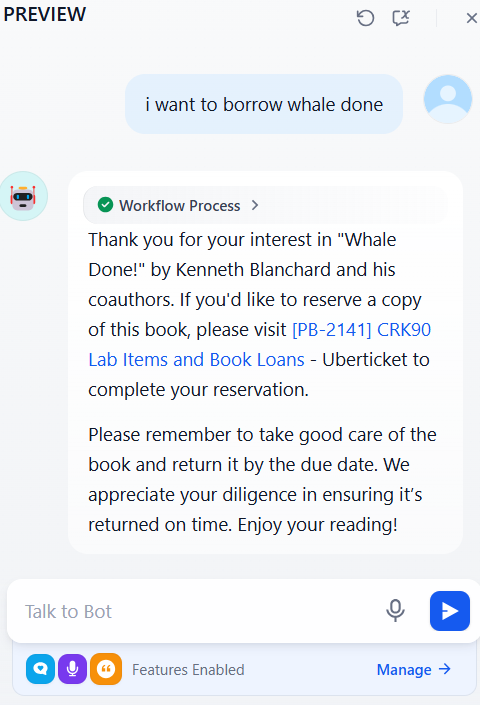 PREVIEW
i want to borrow whale done
Workflow Process
Thank you for your interest in "Whale
Done!" by Kenneth Blanchard and his
coauthors. If you'd like to reserve a copy
of this book, please visit [PB-2141] CRK90
Lab Items and Book Loans - Uberticket to
complete your reservation.
Please remember to take good care of the
book and return it by the due date. We
appreciate your diligence in ensuring it’s
returned on time. Enjoy your reading!
Talk to Bot
Features Enabled
Manage